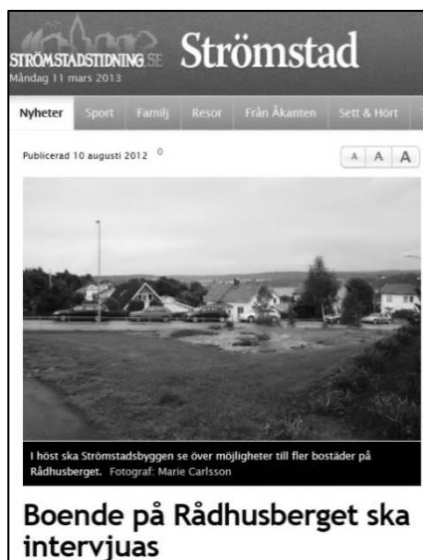 STRÖMSTADSTIDNING.SE Strömstad
Måndag 11 mars 2013
Nyheter Sport Familj Resor Från Åkanten Sett & Hört
Publicerad 10 augusti 2012 0
A A A
I höst ska Strömstadsbyggen se över möjligheter till fler bostäder på
Rådhusberget. Fotograf: Marie Carlsson
Boende på Rådhusberget ska
intervjuas